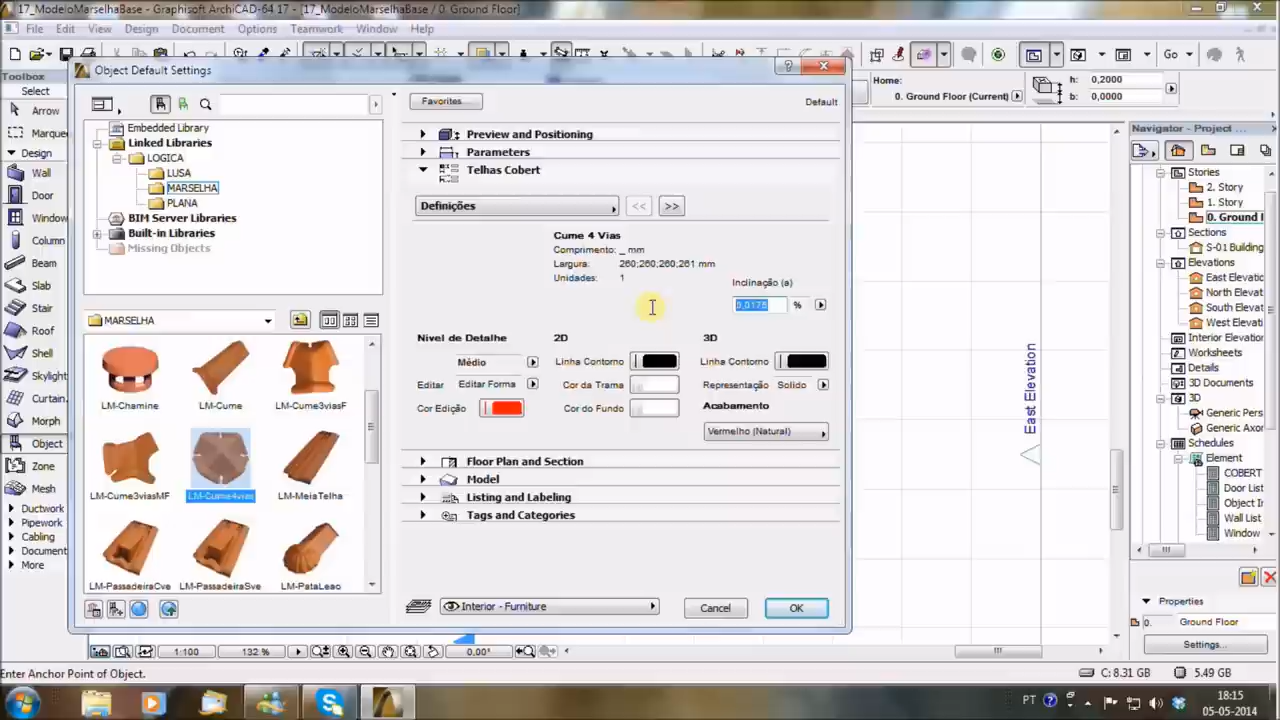 17_ModeloMarselhaBase - Graphisoft ArchiCAD-64 17 - [17_ModeloMarselhaBase / 0. Ground Floor]
File Edit View Design Document Options Teamwork Window Help
Go
Toolbox
Select
Arrow
Marque
Design
Wall
Door
Window
Column
Beam
Slab
Stair
Roof
Shell
Skylight
Curtain.
Morph
Object
Zone
Mesh
Ductwork
Pipework
Cabling
Document
More
Object Default Settings
Embedded Library
Linked Libraries
LOGICA
LUSA
MARSELHA
PLANA
BIM Server Libraries
Built-in Libraries
Missing Objects
MARSELHA
LM-Chamine
LM-Cume
LM-Cume3viasF
LM-Cume3viasMF
LM-Cume4vias
LM-MeiaTelha
LM-PassadeiraCve
LM-PassadeiraSve
LM-PataLeao
Favorites...
Default
Preview and Positioning
Parameters
Telhas Cobert
Definições
<<
>>
Cume 4 Vias
Comprimento: _ mm
Largura: 260;260;260;261 mm
Unidades: 1
Inclinação (a)
0,0175 %
Nivel de Detalhe 2D 3D
Médio Linha Contorno Linha Contorno
Editar Editar Forma Cor da Trama Representação Solido
Cor Edição Cor do Fundo Acabamento
Vermelho (Natural)
Floor Plan and Section
Model
Listing and Labeling
Tags and Categories
Interior - Furniture
Cancel
OK
Home:
0. Ground Floor (Current)
h: 0,2000
b: 0,0000
East Elevation
Navigator - Project ...
Stories
2. Story
1. Story
0. Ground
Sections
S-01 Building
Elevations
East Elevati
North Elevat
South Elevat
West Elevati
Interior Elevation
Worksheets
Details
3D Documents
3D
Generic Pers
Generic Axon
Schedules
Element
COBERT
Door List
Object In
Wall List
Window
Properties
0. Ground Floor
Settings...
1:100
132 %
0,00°
Enter Anchor Point of Object.
C: 8.31 GB
5.49 GB
PT
18:15
05-05-2014